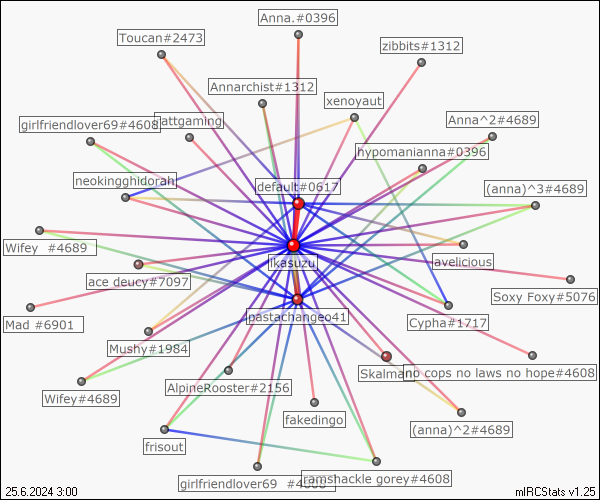 Anna.#0396
Toucan#2473
zibbits#1312
Annarchist#1312
xenoyaut
girlfriendlover69#4608
mattgaming
Anna^2#4689
hypomanianna#0396
neokingghidorah
default#0617
(anna)^3#4689
Wifey #4689
ikasuzu
lavelicious
ace deucy#7097
Soxy Foxy#5076
Mad #6901
pastachangeo41
Cypha#1717
Mushy#1984
Skalman
no cops no laws no hope#4608
Wifey#4689
AlpineRooster#2156
fakedingo
(anna)^2#4689
frisout
girlfriendlover69 #4608
ramshackle gorey#4608
25.6.2024 3:00
mIRCStats v1.25